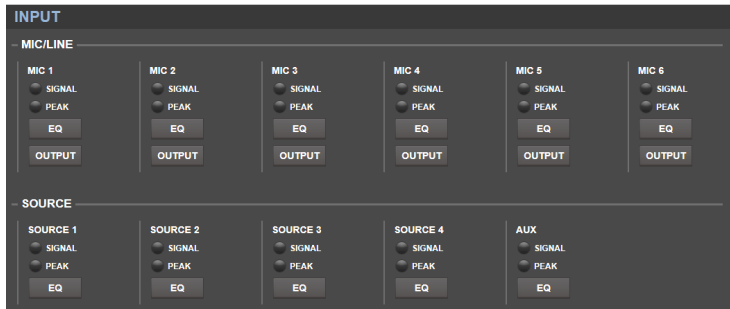 INPUT
MIC/LINE
MIC 1 MIC 2 MIC 3 MIC 4 MIC 5 MIC 6
SIGNAL SIGNAL SIGNAL SIGNAL SIGNAL SIGNAL
PEAK PEAK PEAK PEAK PEAK PEAK
EQ EQ EQ EQ EQ EQ
OUTPUT OUTPUT OUTPUT OUTPUT OUTPUT OUTPUT
SOURCE
SOURCE 1 SOURCE 2 SOURCE 3 SOURCE 4 AUX
SIGNAL SIGNAL SIGNAL SIGNAL SIGNAL
PEAK PEAK PEAK PEAK PEAK
EQ EQ EQ EQ EQ